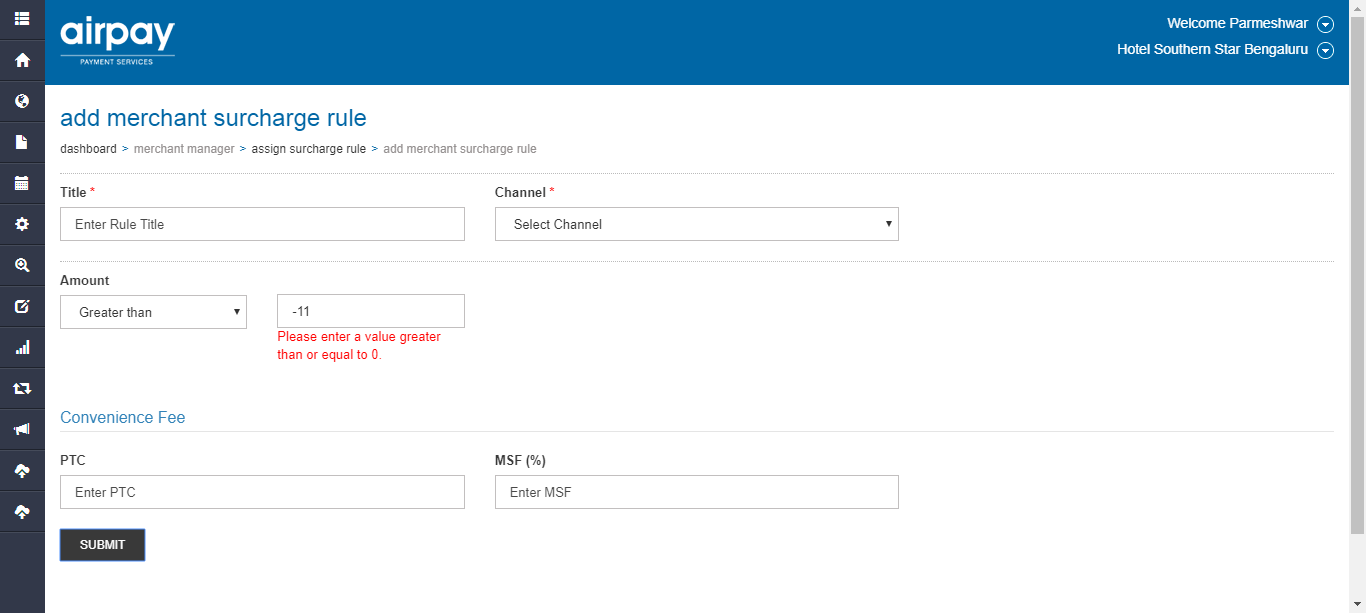 airpay
PAYMENT SERVICES
Welcome Parmeshwar
Hotel Southern Star Bengaluru
add merchant surcharge rule
dashboard > merchant manager > assign surcharge rule > add merchant surcharge rule
Title * Channel *
Enter Rule Title Select Channel
Amount
Greater than -11
Please enter a value greater
than or equal to 0.
Convenience Fee
PTC MSF (%)
Enter PTC Enter MSF
SUBMIT